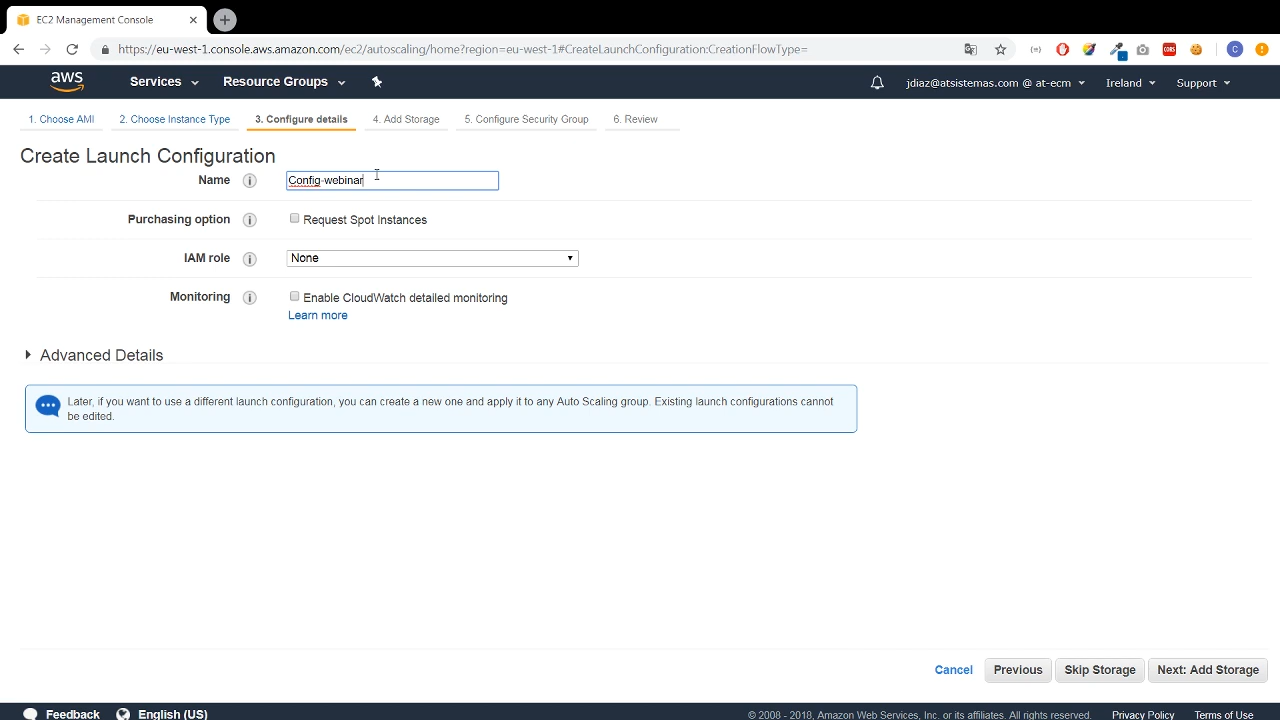 EC2 Management Console
https://eu-west-1.console.aws.amazon.com/ec2/autoscaling/home?region=eu-west-1#CreateLaunchConfiguration:CreationFlowType=
CORS
C
aws
Services
Resource Groups
jdiaz@atsistemas.com @ at-ecm
Ireland
Support
1. Choose AMI
2. Choose Instance Type
3. Configure details
4. Add Storage
5. Configure Security Group
6. Review
Create Launch Configuration
Name
Config-webinar
Purchasing option
Request Spot Instances
IAM role
None
Monitoring
Enable CloudWatch detailed monitoring
Learn more
Advanced Details
Later, if you want to use a different launch configuration, you can create a new one and apply it to any Auto Scaling group. Existing launch configurations cannot
be edited.
Cancel
Previous
Skip Storage
Next: Add Storage
Feedback
English (US)
© 2008 - 2018, Amazon Web Services, Inc. or its affiliates. All rights reserved.
Privacy Policy
Terms of Use